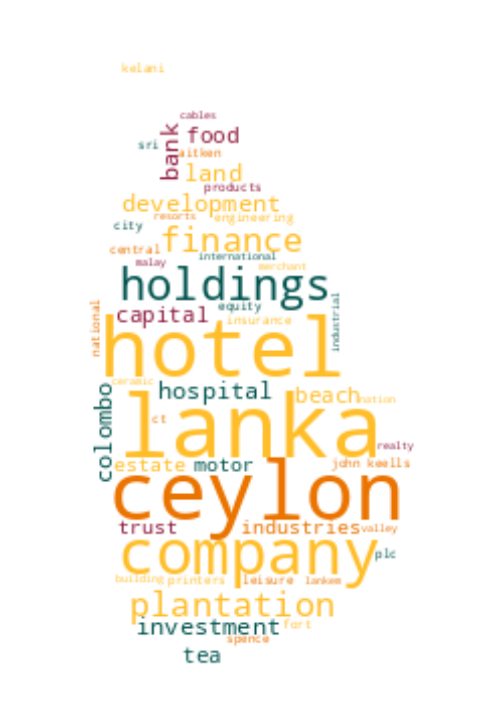 kelani
cables
sri
bank
food
aitken
land
products
development
resorts
engineering
city
finance
central
international
malay
merchant
holdings
equity
industrial
national
capital
insurance
hotel
ceramic
hospital
beach
nation
colombo
lanka
ct
realty
estate
motor
john keells
ceylon
trust
industries
valley
company
plc
building
printers
leisure
lankem
plantation
investment
fort
spence
tea